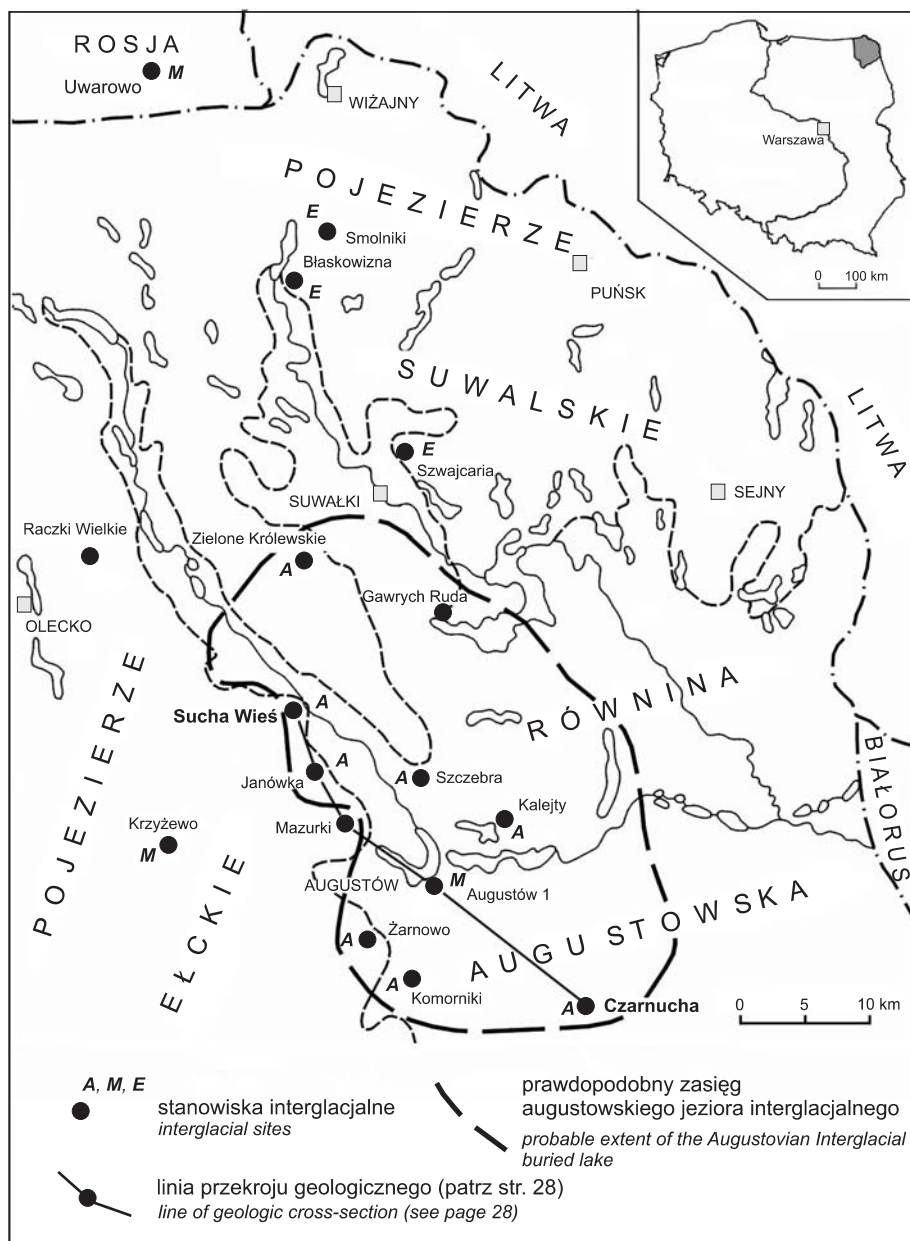 ROSJA
M
Uwarowo
WIŻAJNY
LITWA
Warszawa
0 100 km
POJEZIERZE
E
Smolniki
Błaskowizna
E
PUŃSK
SUWALSKIE
LITWA
E
Szwajcaria
SUWAŁKI
SEJNY
Raczki Wielkie
Zielone Królewskie
A
Gawrych Ruda
OLECKO
POJEZIERZE
RÓWNINA
A
Sucha Wieś
A
Janówka
A
Szczebra
BIAŁORUS
Kalejty
A
Krzyżewo
M
Mazurki
EŁCKIE
AUGUSTÓW
M
Augustów 1
AUGUSTOWSKA
Żarnowo
A
A
Komorniki
A
Czarnucha
0 5 10 km
A, M, E
stanowiska interglacjalne
interglacial sites
prawdopodobny zasięg
augustowskiego jeziora interglacjalnego
probable extent of the Augustovian Interglacial
buried lake
linia przekroju geologicznego (patrz str. 28)
line of geologic cross-section (see page 28)